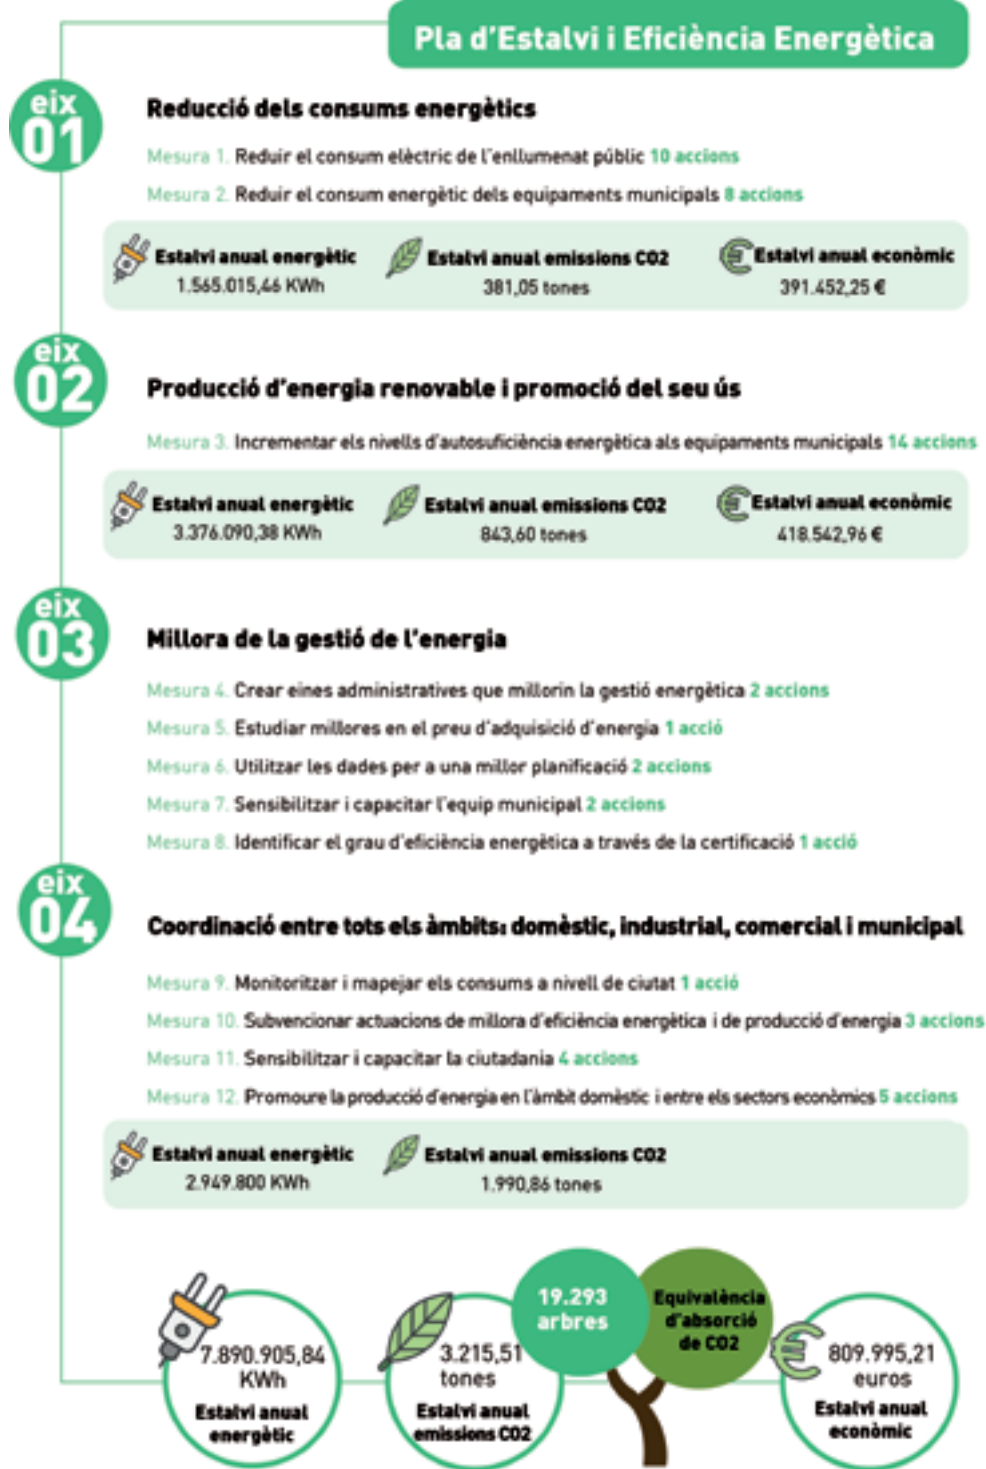 Pla d'Estalvi i Eficiència Energètica
eix
01
Reducció dels consums energètics
Mesura 1. Reduir el consum elèctric de l'enllumenat públic 10 accions
Mesura 2. Reduir el consum energètic dels equipaments municipals 8 accions
Estalvi anual energètic
1.565.015,46 KWh
Estalvi anual emissions CO2
381,05 tones
Estalvi anual econòmic
391.452,25 €
eix
02
Producció d'energia renovable i promoció del seu ús
Mesura 3. Incrementar els nivells d'autosuficiència energètica als equipaments municipals 14 accions
Estalvi anual energètic
3.376.090,38 KWh
Estalvi anual emissions CO2
843,60 tones
Estalvi anual econòmic
418.542,96 €
eix
03
Millora de la gestió de l'energia
Mesura 4. Crear eines administratives que millorin la gestió energètica 2 accions
Mesura 5. Estudiar millores en el preu d'adquisició d'energia 1 acció
Mesura 6. Utilitzar les dades per a una millor planificació 2 accions
Mesura 7. Sensibilitzar i capacitar l'equip municipal 2 accions
Mesura 8. Identificar el grau d'eficiència energètica a través de la certificació 1 acció
eix
04
Coordinació entre tots els àmbits: domèstic, industrial, comercial i municipal
Mesura 9. Monitoritzar i mapejar els consums a nivell de ciutat 1 acció
Mesura 10. Subvencionar actuacions de millora d'eficiència energètica i de producció d'energia 3 accions
Mesura 11. Sensibilitzar i capacitar la ciutadania 4 accions
Mesura 12. Promoure la producció d'energia en l'àmbit domèstic i entre els sectors econòmics 5 accions
Estalvi anual energètic
2.949.800 KWh
Estalvi anual emissions CO2
1.990,86 tones
7.890.905,84
KWh
Estalvi anual
energètic
3.215,51
tones
Estalvi anual
emissions CO2
19.293
arbres
Equivalència
d'absorció
de CO2
809.995,21
euros
Estalvi anual
econòmic